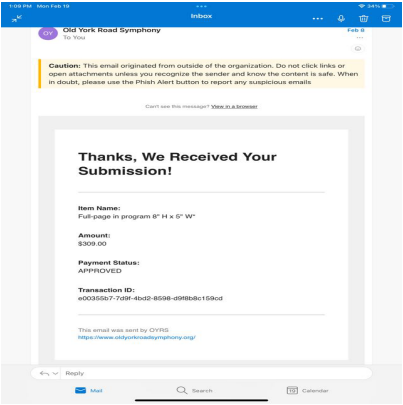 1:09 PM Mon Feb 19
34%
Inbox
OY
Old York Road Symphony
Feb 8
To You
Caution: This email originated from outside of the organization. Do not click links or
open attachments unless you recognize the sender and know the content is safe. When
in doubt, please use the Phish Alert button to report any suspicious emails
Can't see this message? View in a browser
Thanks, We Received Your
Submission!
Item Name:
Full-page in program 8" H x 5" W*
Amount:
$309.00
Payment Status:
APPROVED
Transaction ID:
e00355b7-7d9f-4bd2-8598-d9f8b8c159cd
This email was sent by OYRS
https://www.oldyorkroadsymphony.org/
Reply
Mail
Search
Calendar